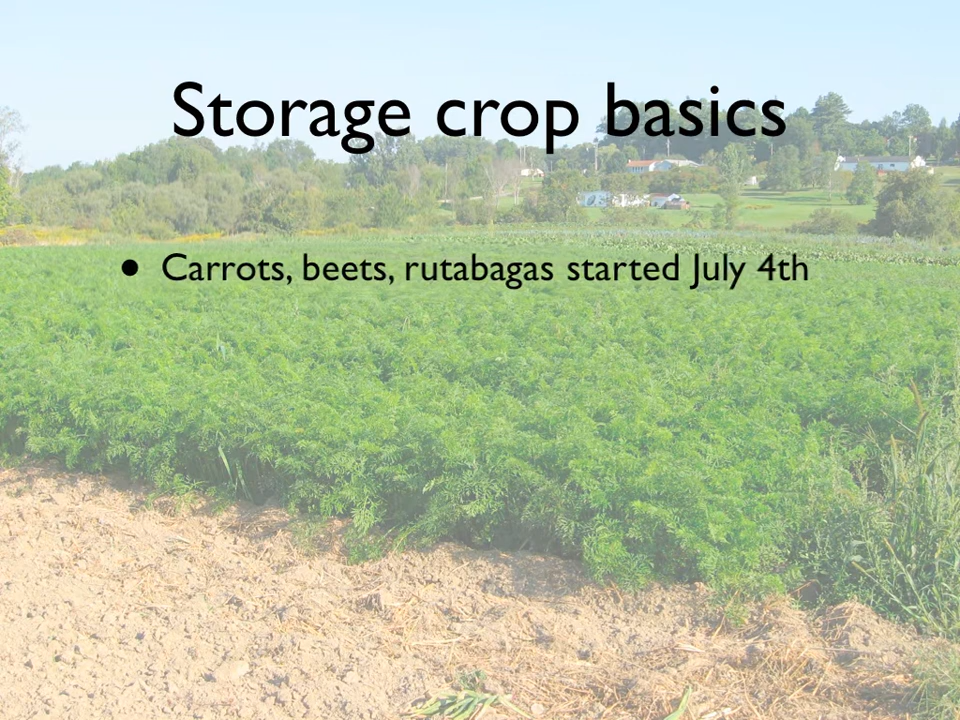 Storage crop basics
• Carrots, beets, rutabagas started July 4th